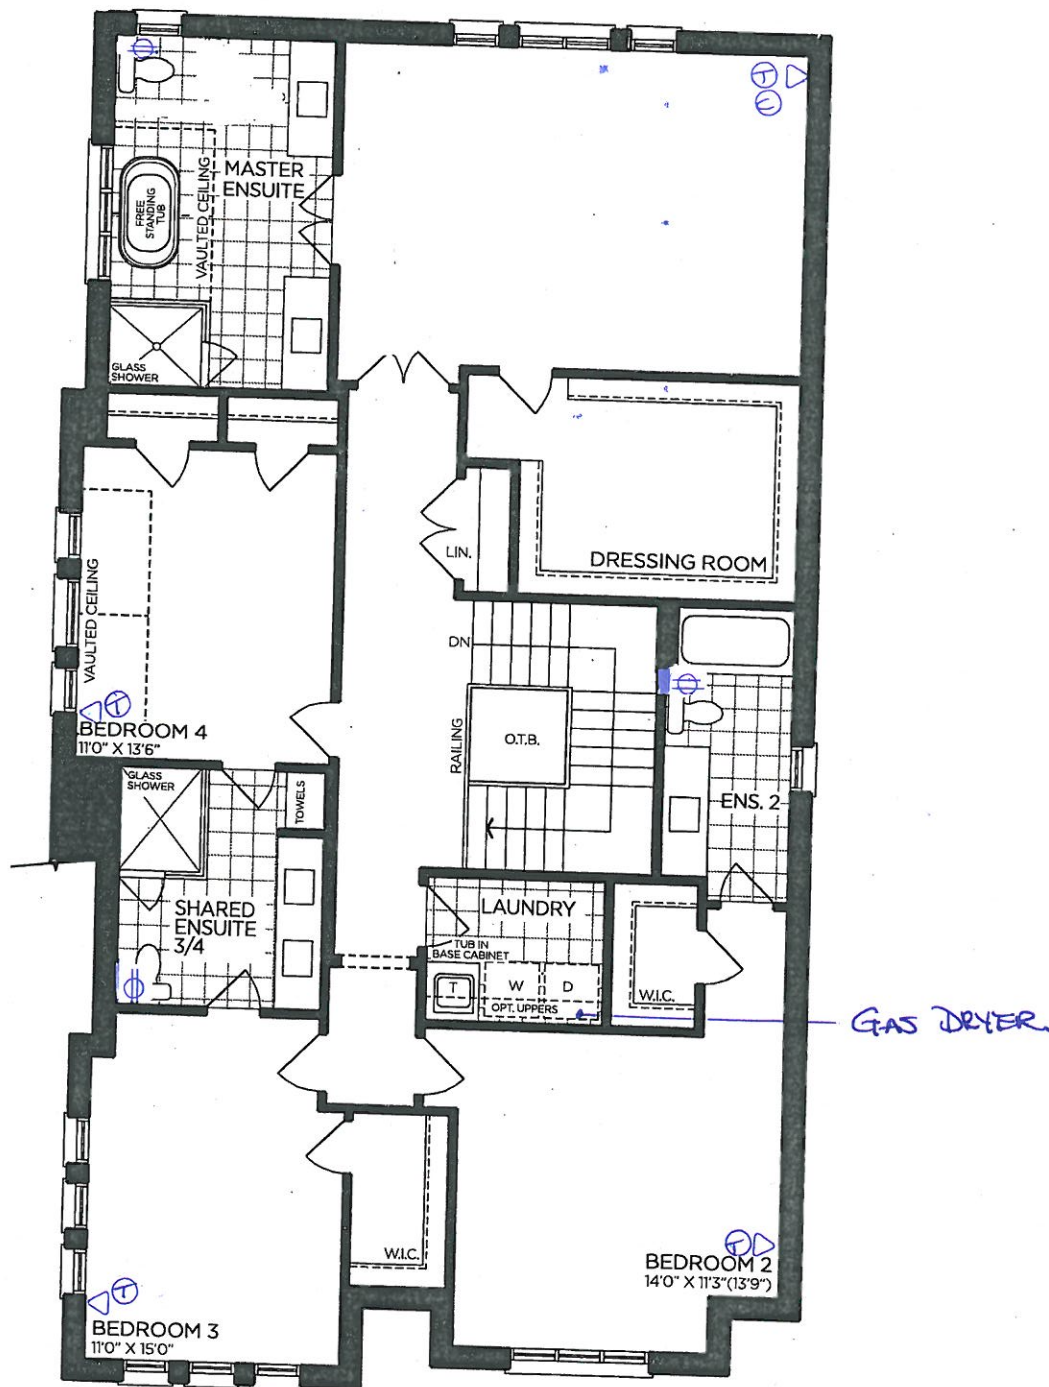 MASTER
ENSUITE
VAULTED CEILING
FREE
STANDING
TUB
GLASS
SHOWER
T
DRESSING ROOM
LIN.
VAULTED CEILING
DN
RAILING
O.T.B.
T
BEDROOM 4
11'0" X 13'6"
GLASS
SHOWER
TOWELS
ENS. 2
SHARED
ENSUITE
3/4
LAUNDRY
TUB IN
BASE CABINET
T
W
D
OPT. UPPERS
W.I.C.
GAS DRYER.
W.I.C.
T
BEDROOM 2
14'0" X 11'3"(13'9")
T
BEDROOM 3
11'0" X 15'0"